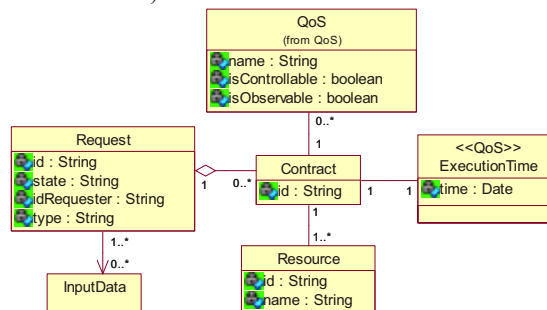 QoS
(from QoS)
name : String
isControllable : boolean
isObservable : boolean
0..*
1
Request
id : String
state : String
idRequester : String
type : String
1
0..*
Contract
id : String
1
1
<<QoS>>
ExecutionTime
time : Date
1
1..*
1..*
0..*
InputData
Resource
id : String
name : String